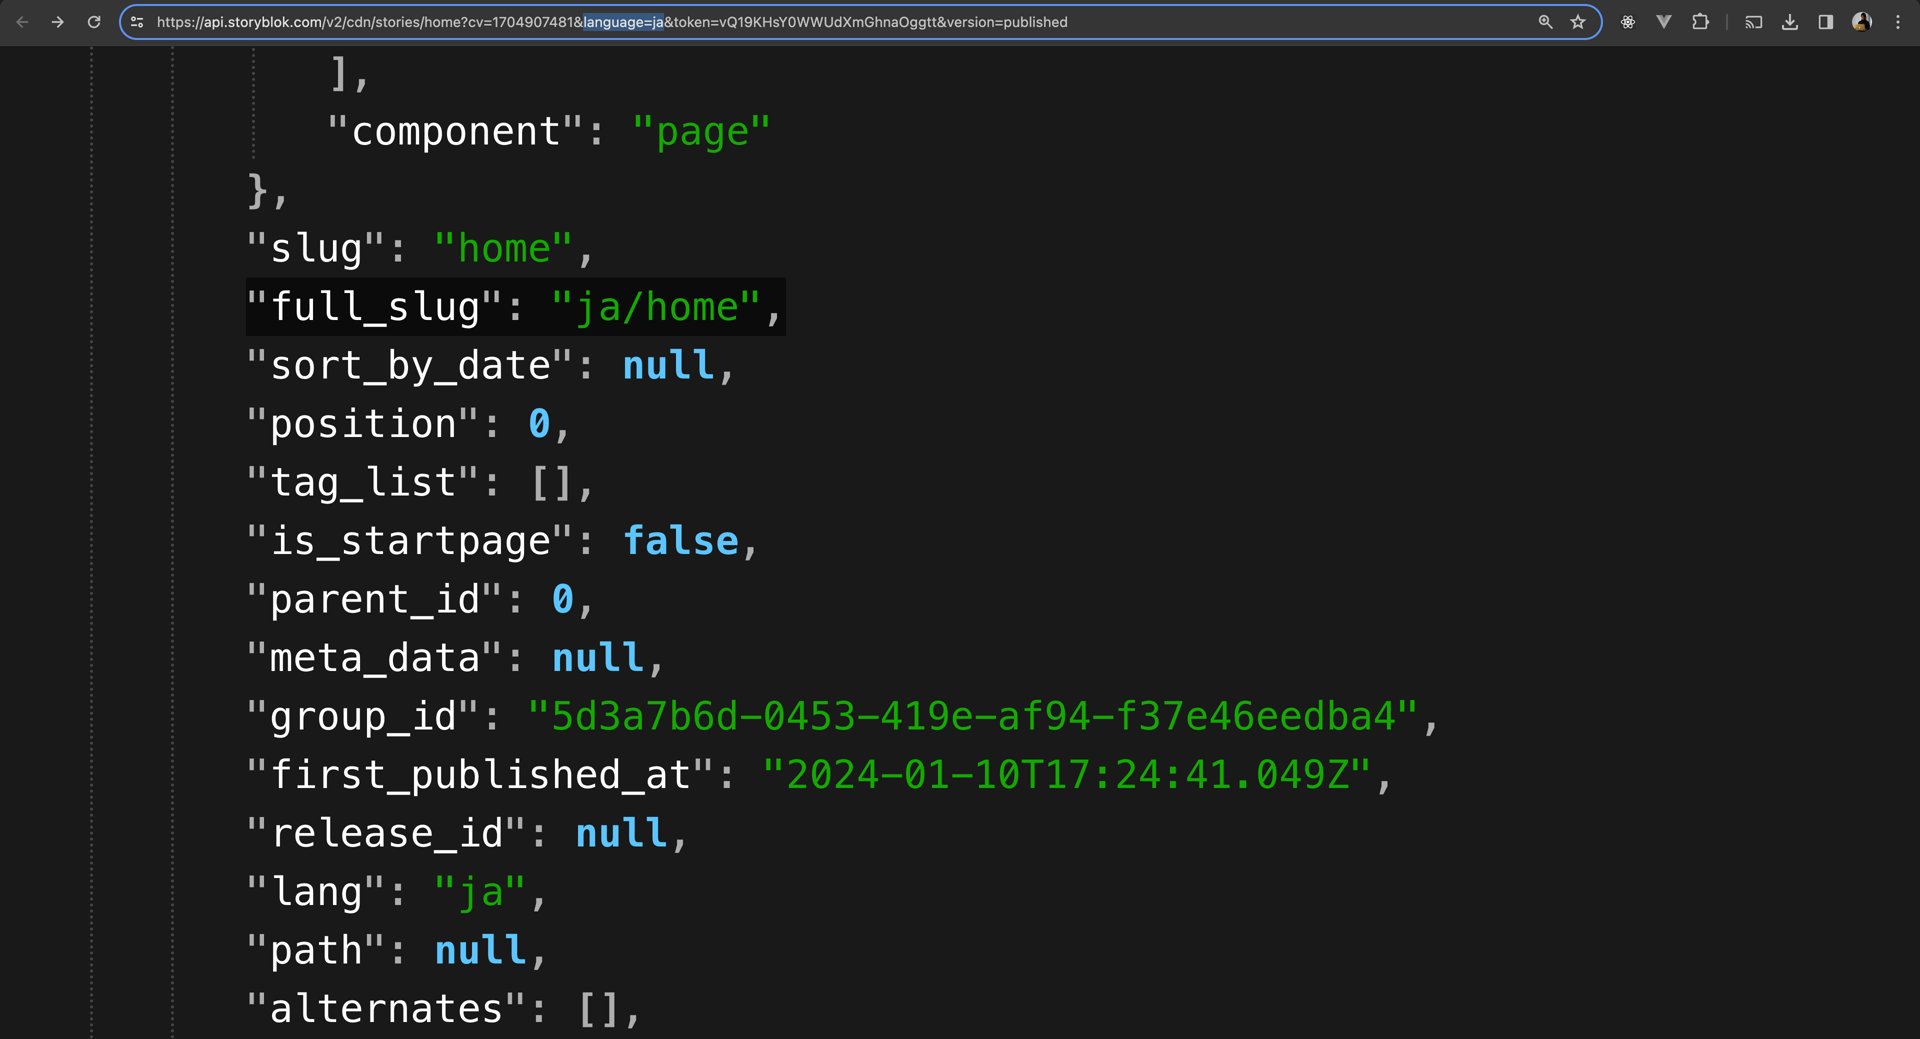 https://api.storyblok.com/v2/cdn/stories/home?cv=1704907481&language=ja&token=vQ19KHsY0WWUdXmGhnaOggtt&version=published
],
"component": "page"
},
"slug": "home",
"full_slug": "ja/home",
"sort_by_date": null,
"position": 0,
"tag_list": [],
"is_startpage": false,
"parent_id": 0,
"meta_data": null,
"group_id": "5d3a7b6d-0453-419e-af94-f37e46eedba4",
"first_published_at": "2024-01-10T17:24:41.049Z",
"release_id": null,
"lang": "ja",
"path": null,
"alternates": [],